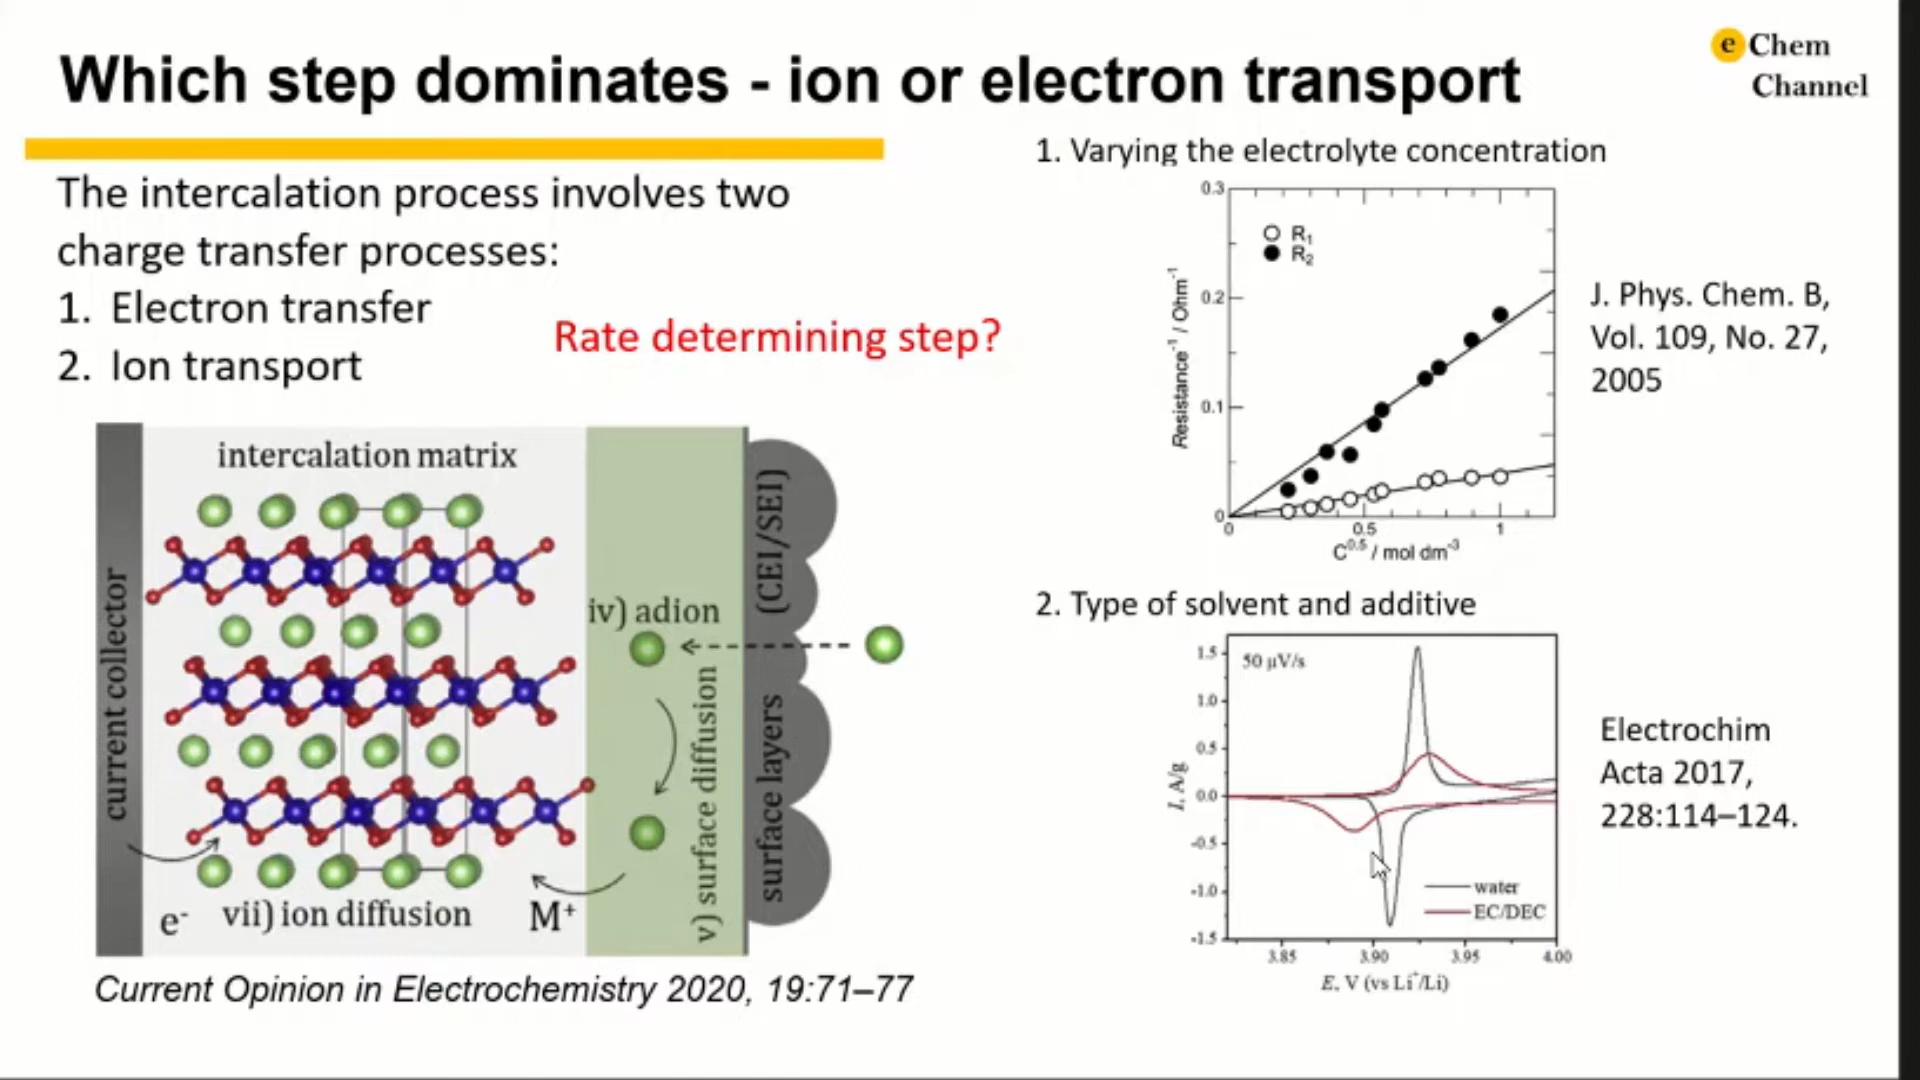 Which step dominates - ion or electron transport
e Chem
Channel
The intercalation process involves two
charge transfer processes:
1. Electron transfer
2. Ion transport
Rate determining step?
intercalation matrix
current collector
iv) adion
v) surface diffusion
(CEI/SEI)
surface layers
e⁻
vii) ion diffusion
M⁺
Current Opinion in Electrochemistry 2020, 19:71–77
1. Varying the electrolyte concentration
0.3
0.2
0.1
0
R₁
R₂
Resistance⁻¹ / Ohm⁻¹
0
0.5
1
C⁰·⁵ / mol dm⁻³
J. Phys. Chem. B,
Vol. 109, No. 27,
2005
2. Type of solvent and additive
50 μV/s
1.5
1.0
0.5
0.0
-0.5
-1.0
-1.5
I, A/g
water
EC/DEC
3.85
3.90
3.95
4.00
E, V (vs Li⁺/Li)
Electrochim
Acta 2017,
228:114–124.